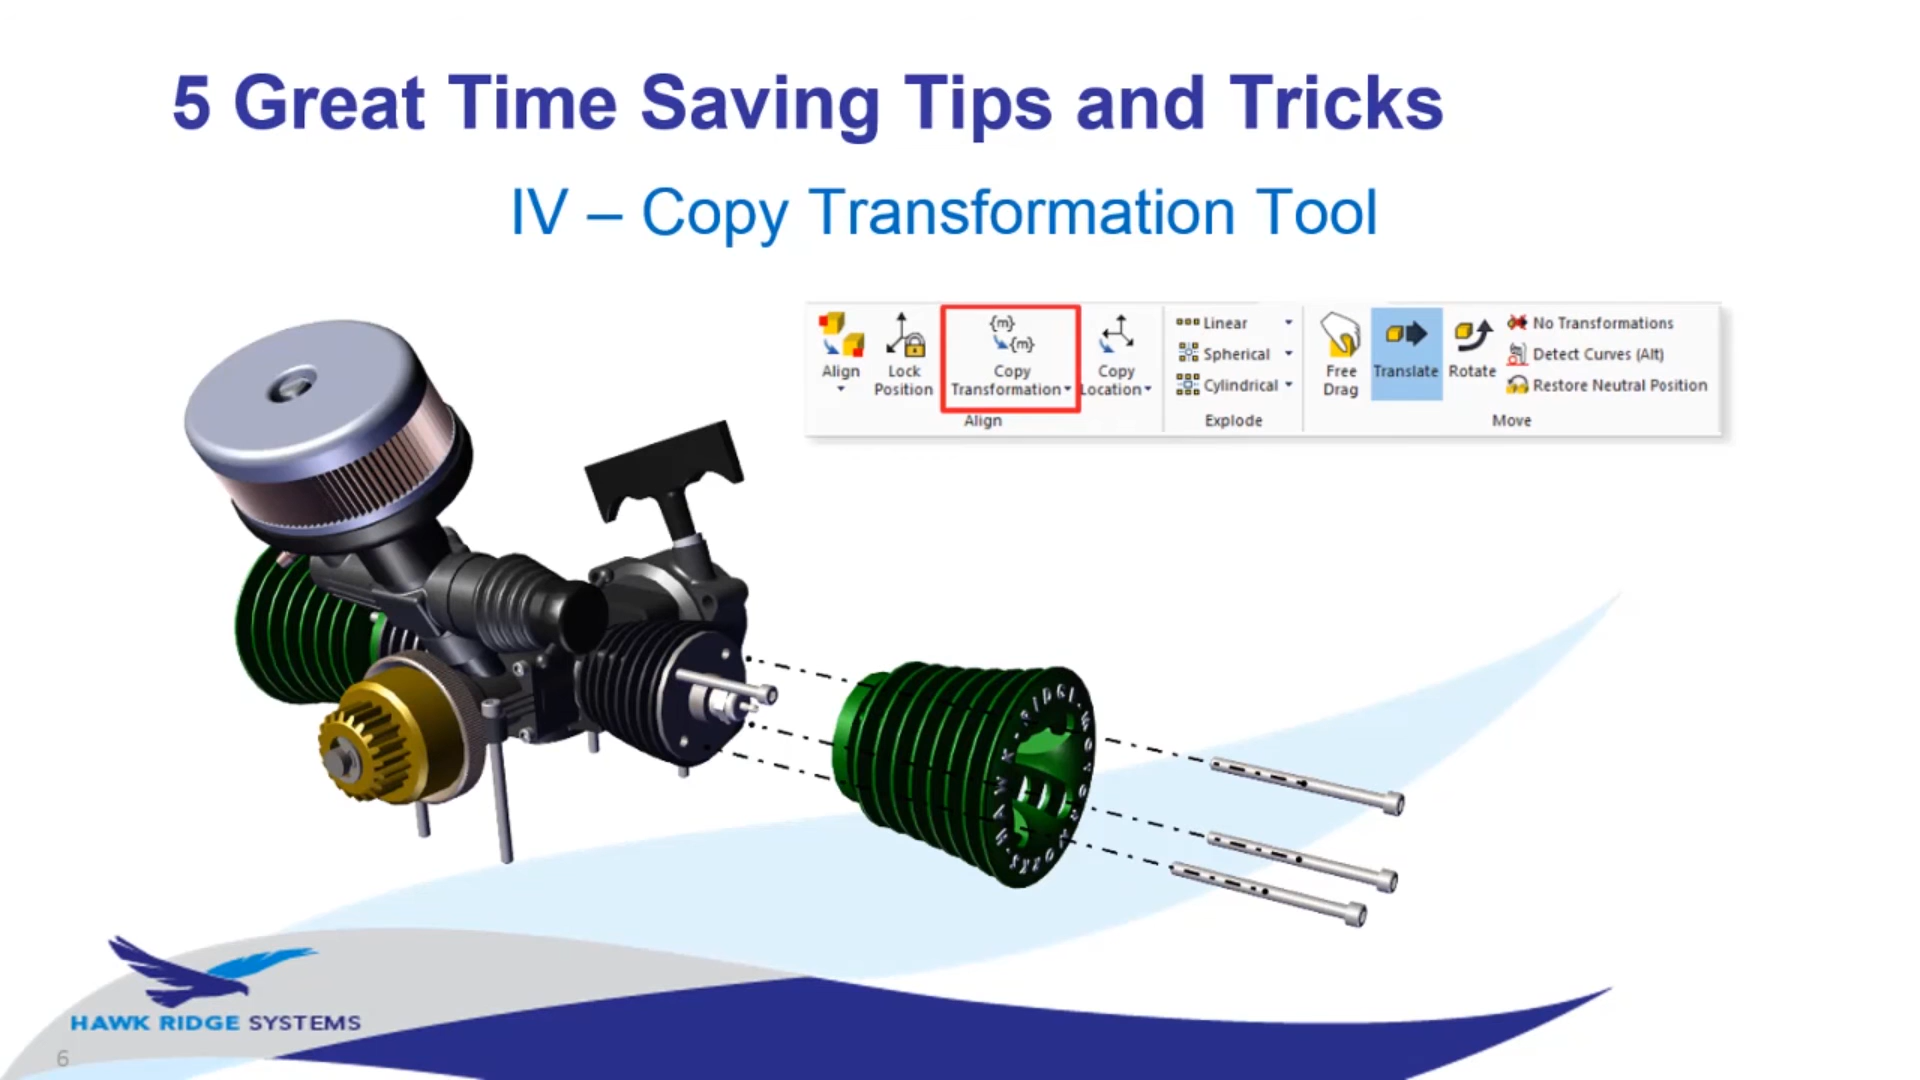 5 Great Time Saving Tips and Tricks
IV – Copy Transformation Tool
Align
Lock
Position
{m}
{m}
Copy
Transformation
Copy
Location
Align
Linear
Spherical
Cylindrical
Explode
Free
Drag
Translate
Rotate
No Transformations
Detect Curves (Alt)
Restore Neutral Position
Move
HAWK RIDGE SYSTEMS
6